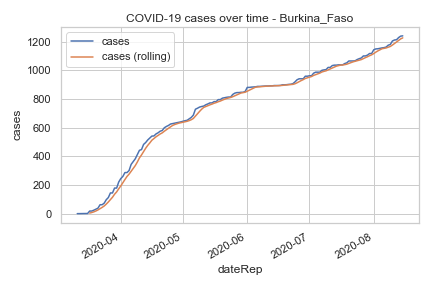 COVID-19 cases over time - Burkina_Faso
cases
cases (rolling)
cases
1200
1000
800
600
400
200
0
2020-04
2020-05
2020-06
2020-07
2020-08
dateRep